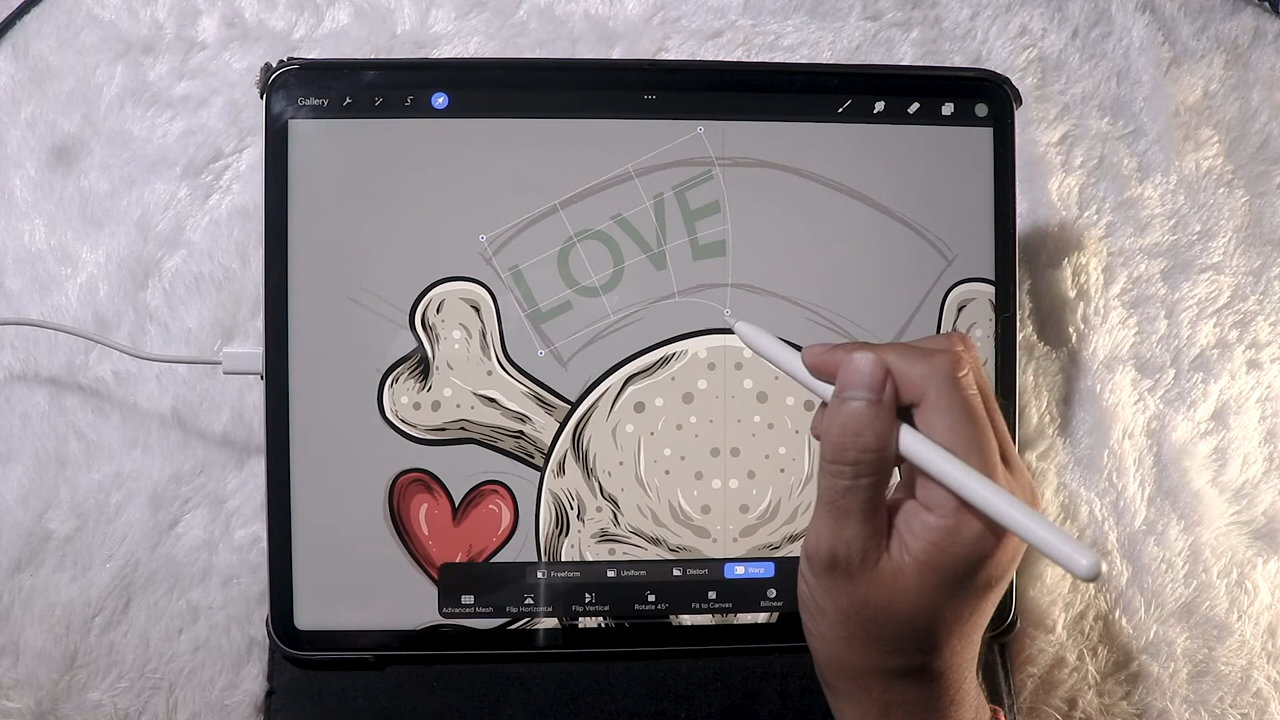 Gallery
LOVE
Freeform Uniform Distort Warp
Advanced Mesh Flip Horizontal Flip Vertical Rotate 45° Fit to Canvas Bilinear